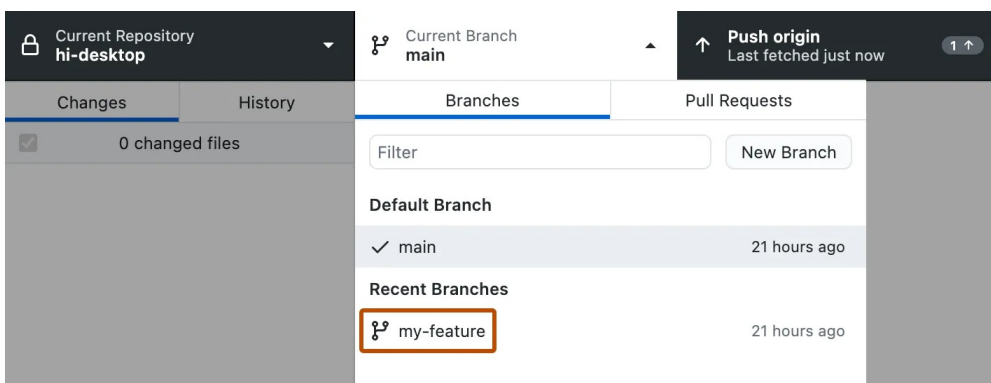 Current Repository
hi-desktop
Current Branch
main
Push origin
Last fetched just now
1 ↑
Changes
History
Branches
Pull Requests
0 changed files
Filter
New Branch
Default Branch
main
21 hours ago
Recent Branches
my-feature
21 hours ago